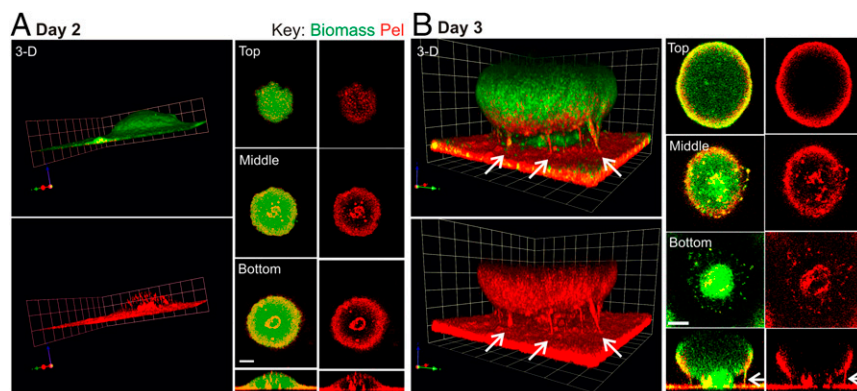 A Day 2
Key: Biomass Pel
3-D
Top
Middle
Bottom
B Day 3
3-D
Top
Middle
Bottom